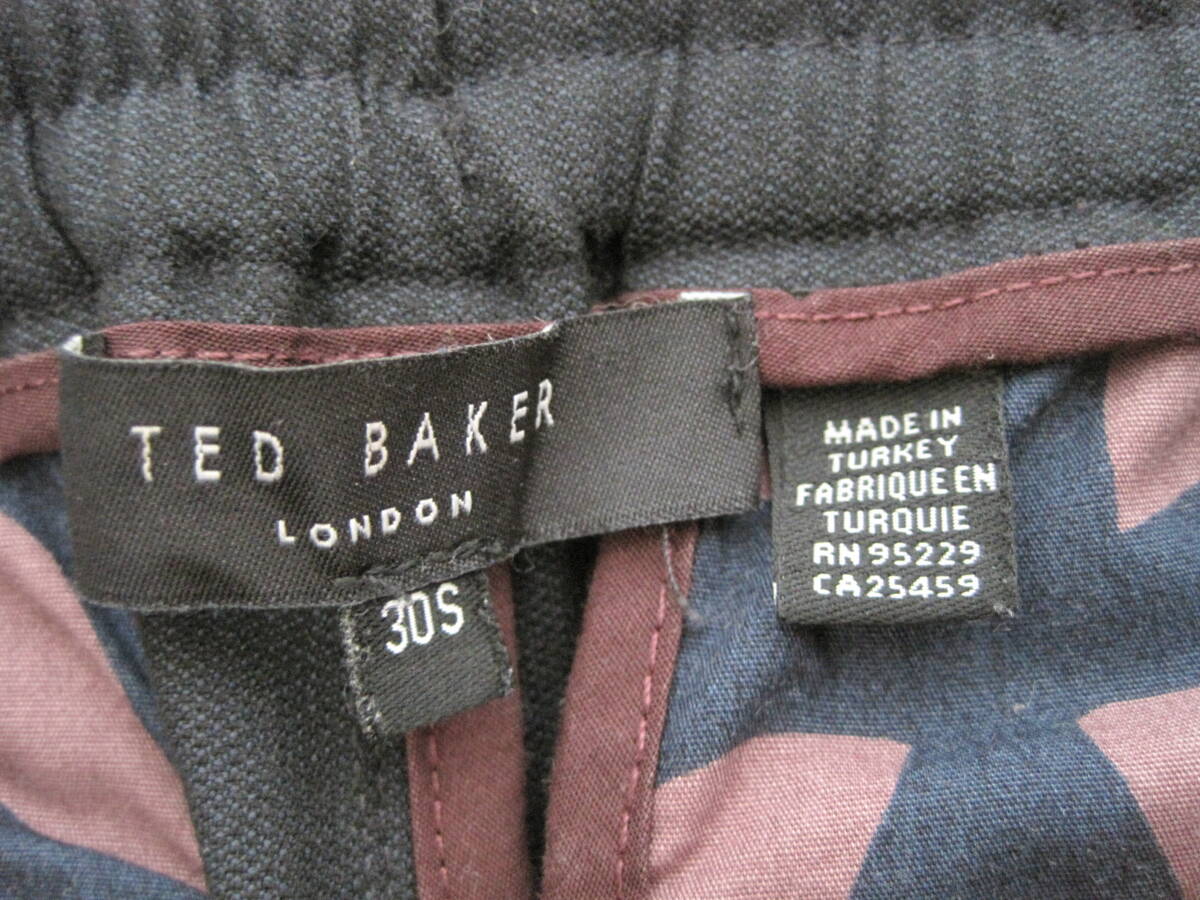 TED BAKER
LONDON
30S
MADE IN
TURKEY
FABRIQUE EN
TURQUIE
RN 95229
CA 25459